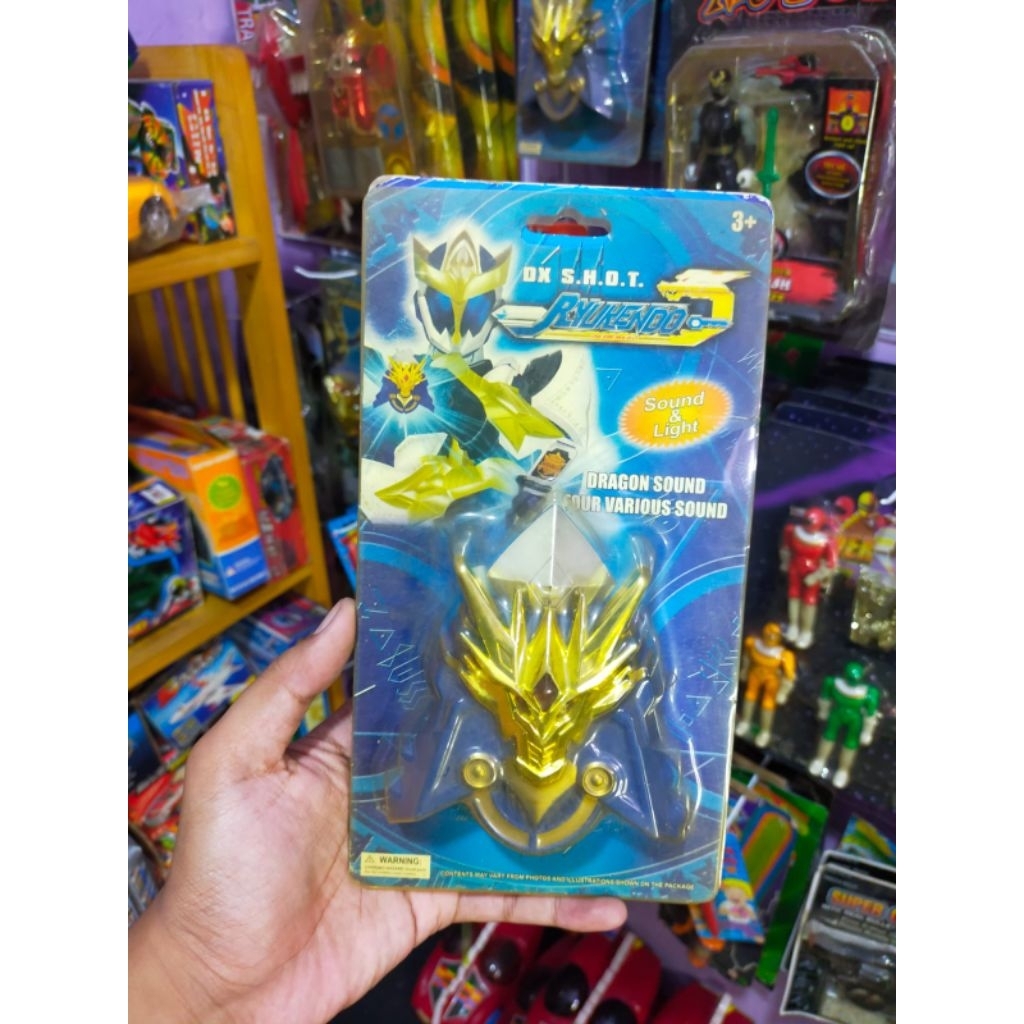 3+
DX S.H.O.T.
RYUKENDO
Sound
&
Light
DRAGON SOUND
FOUR VARIOUS SOUND
WARNING:
CONTENTS MAY VARY FROM PHOTOS AND ILLUSTRATIONS SHOWN ON THE PACKAGE
SUPER